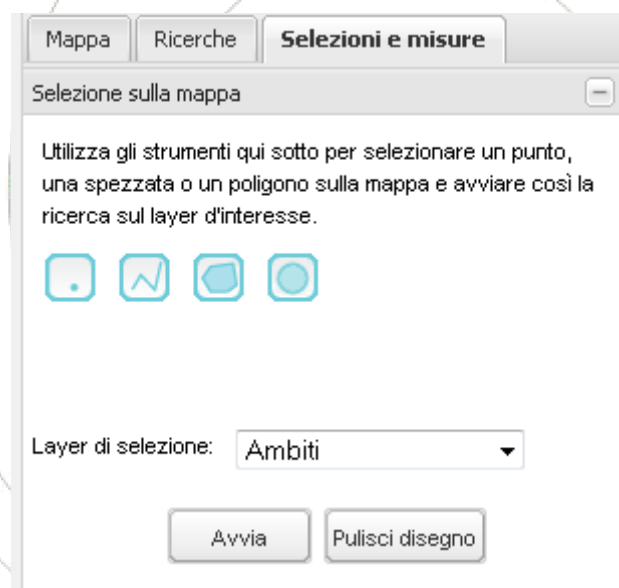 Mappa Ricerche Selezioni e misure
Selezione sulla mappa
Utilizza gli strumenti qui sotto per selezionare un punto,
una spezzata o un poligono sulla mappa e avviare così la
ricerca sul layer d'interesse.
Layer di selezione: Ambiti
Avvia Pulisci disegno